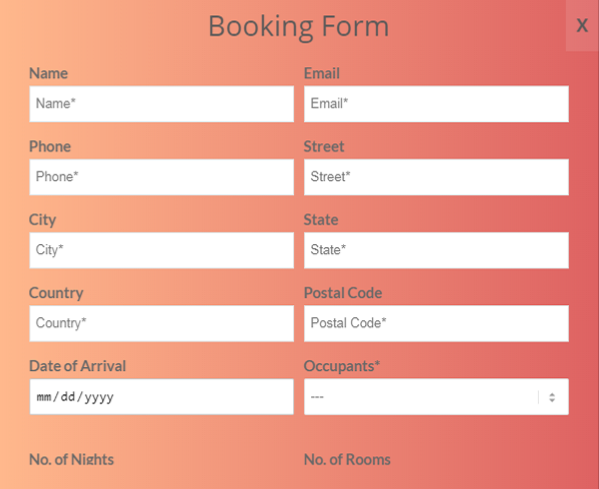 Booking Form
X
Name Email
Name* Email*
Phone Street
Phone* Street*
City State
City* State*
Country Postal Code
Country* Postal Code*
Date of Arrival Occupants*
mm/dd/yyyy ---
No. of Nights No. of Rooms